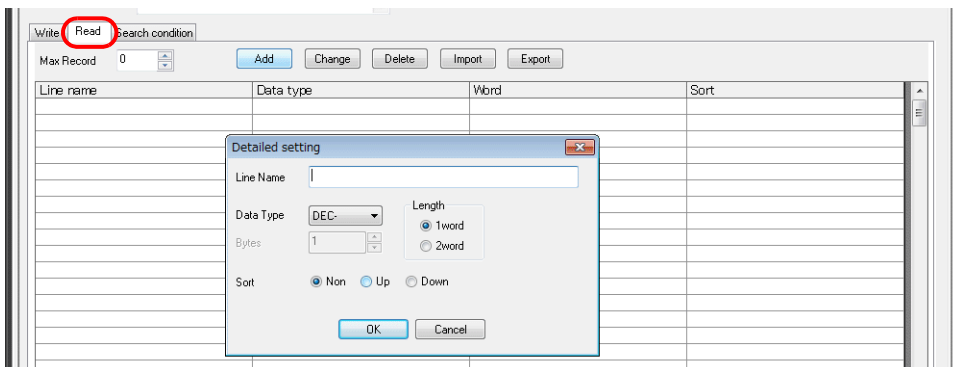 Write Read Search condition
Max Record 0 Add Change Delete Import Export
Line name Data type Word Sort
Detailed setting
Line Name
Data Type DEC- Length
1word
Bytes 1 2word
Sort Non Up Down
OK Cancel